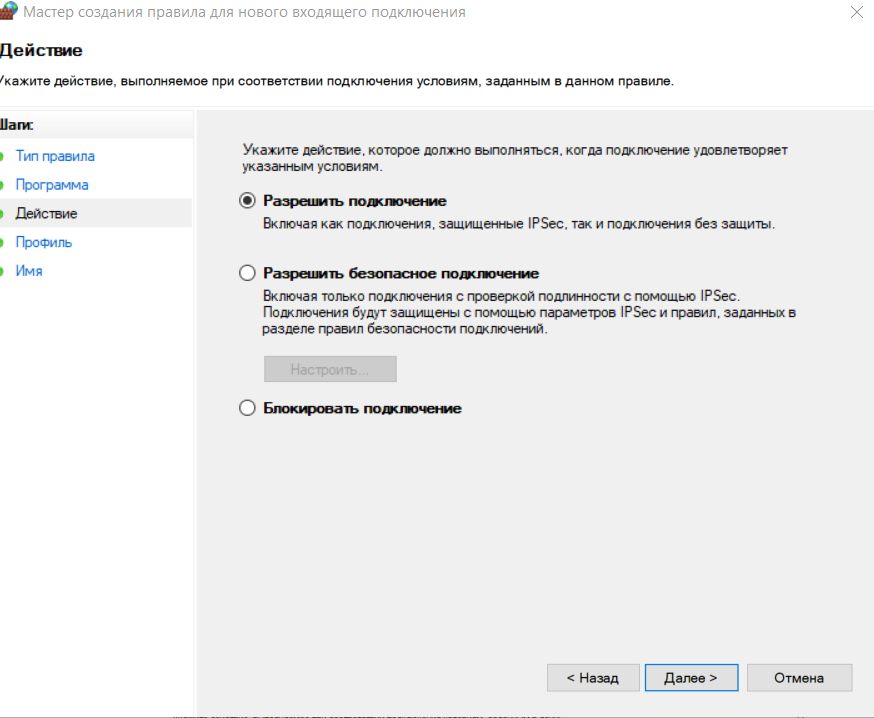 Мастер создания правила для нового входящего подключения
Действие
Укажите действие, выполняемое при соответствии подключения условиям, заданным в данном правиле.
Шаги:
Тип правила
Программа
Действие
Профиль
Имя
Укажите действие, которое должно выполняться, когда подключение удовлетворяет
указанным условиям.
Разрешить подключение
Включая как подключения, защищенные IPSec, так и подключения без защиты.
Разрешить безопасное подключение
Включая только подключения с проверкой подлинности с помощью IPSec.
Подключения будут защищены с помощью параметров IPSec и правил, заданных в
разделе правил безопасности подключений.
Настроить...
Блокировать подключение
< Назад
Далее >
Отмена